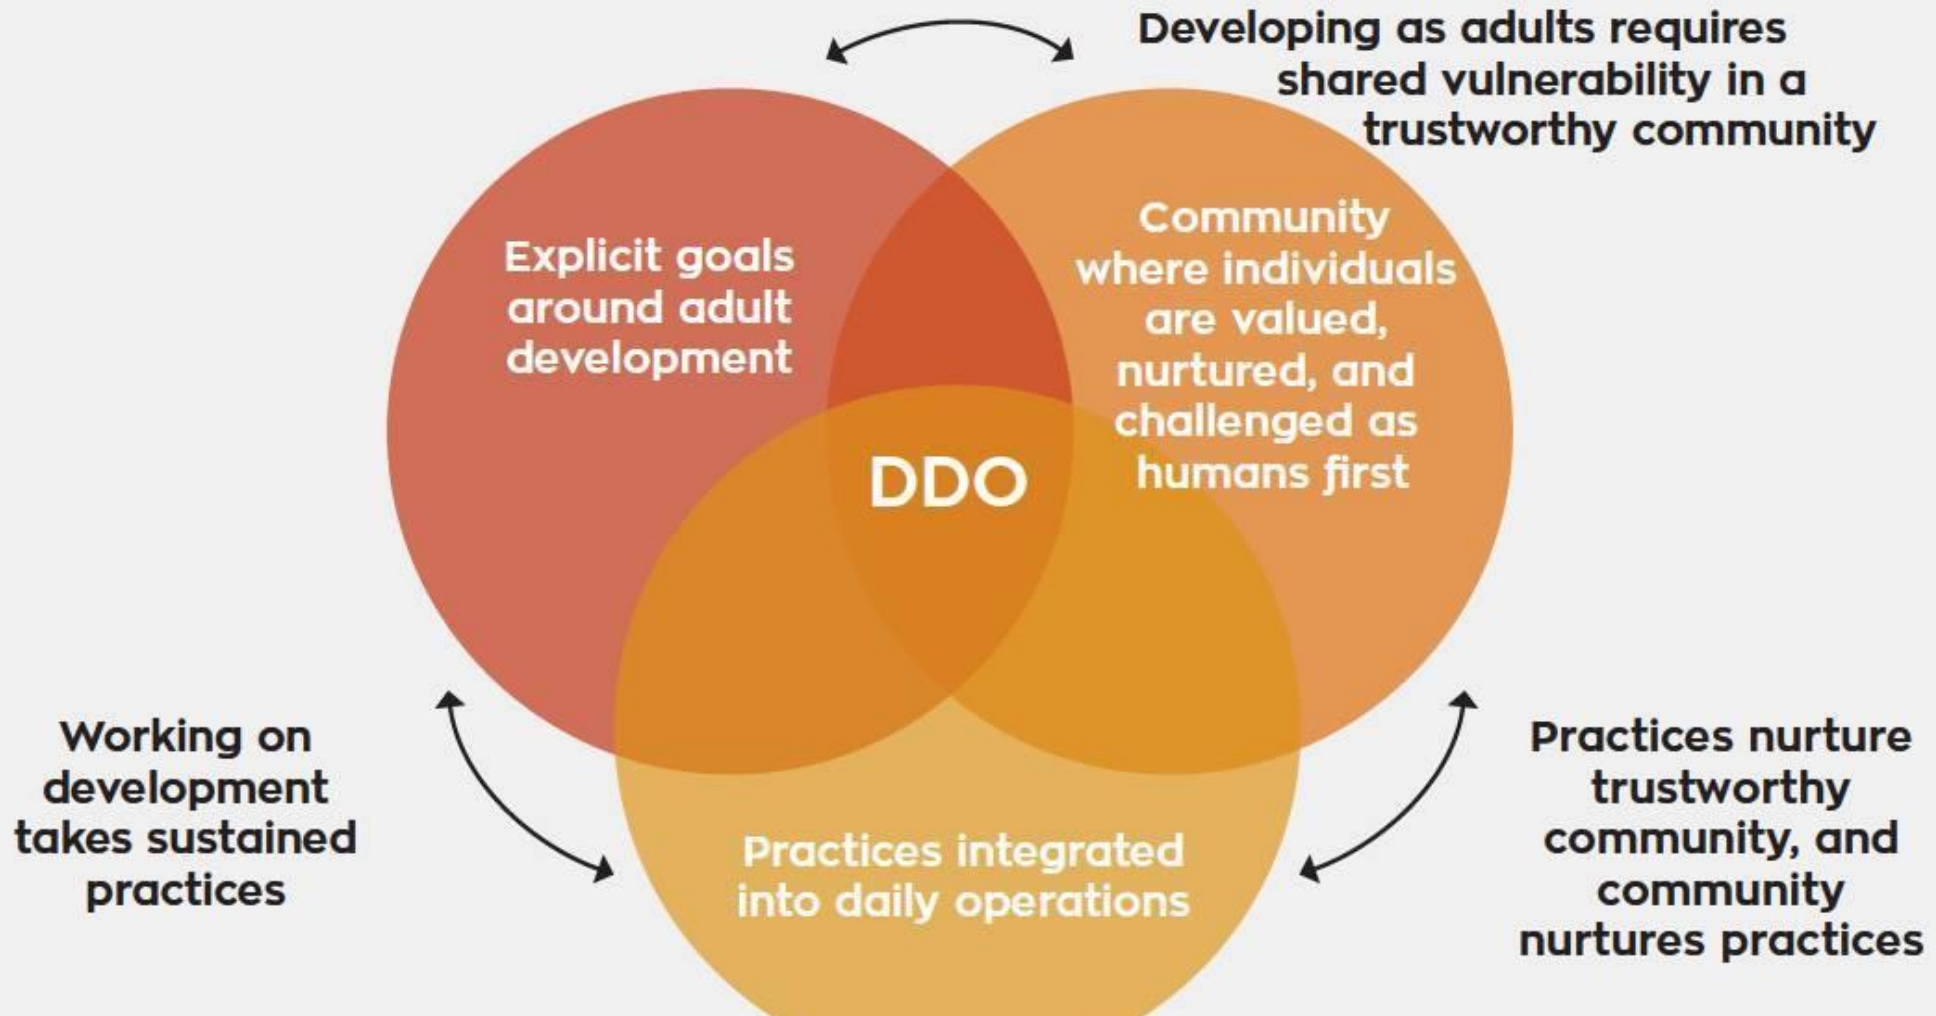 Developing as adults requires
shared vulnerability in a
trustworthy community
Explicit goals
around adult
development
Community
where individuals
are valued,
nurtured, and
challenged as
humans first
DDO
Working on
development
takes sustained
practices
Practices integrated
into daily operations
Practices nurture
trustworthy
community, and
community
nurtures practices